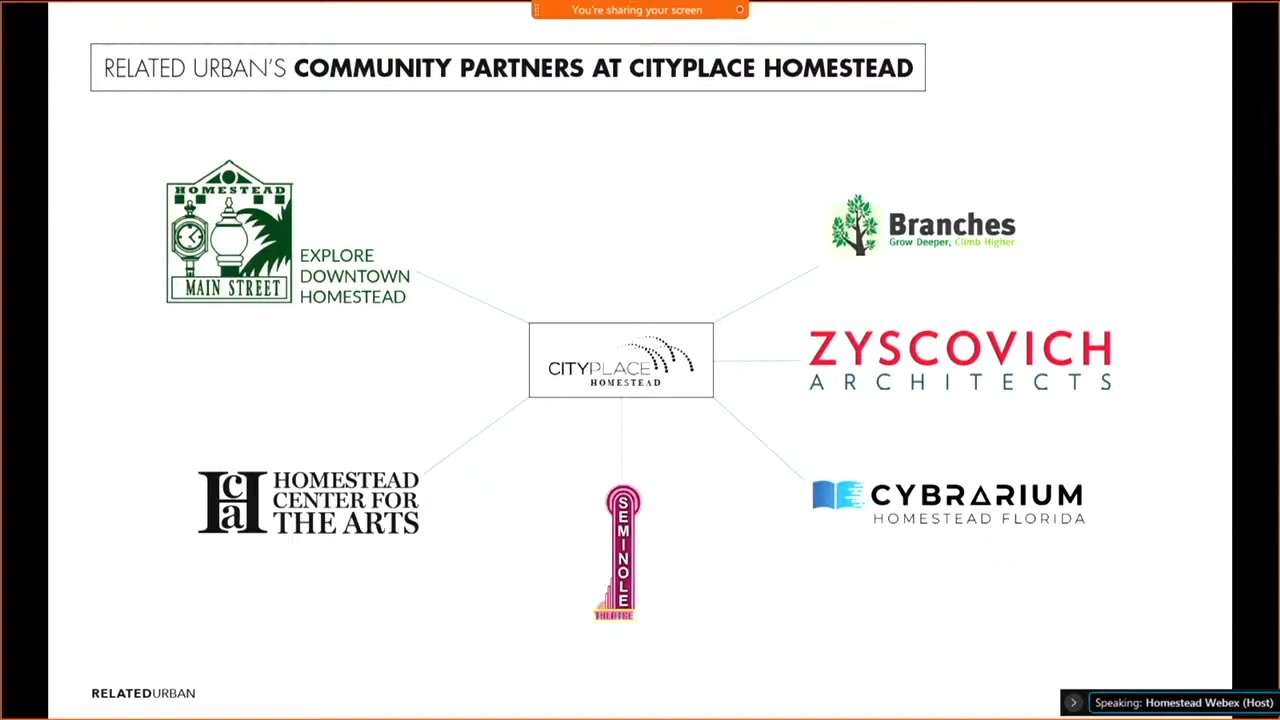 You're sharing your screen
RELATED URBAN'S COMMUNITY PARTNERS AT CITYPLACE HOMESTEAD
HOMESTEAD
MAIN STREET
EXPLORE
DOWNTOWN
HOMESTEAD
Branches
Grow Deeper, Climb Higher
CITYPLACE
HOMESTEAD
ZYSCOVICH
ARCHITECTS
hca
HOMESTEAD
CENTER FOR
THE ARTS
SEMINOLE
THEATRE
CYBRARIUM
HOMESTEAD FLORIDA
RELATEDURBAN
Speaking: Homestead Webex (Host)